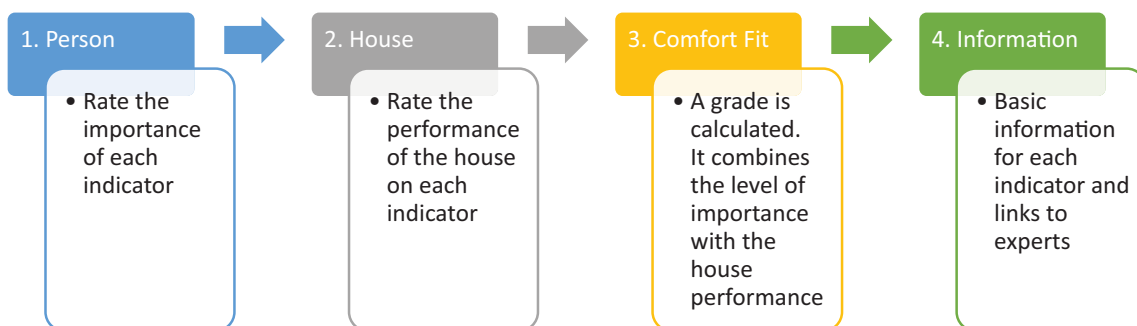 1. Person
• Rate the
importance
of each
indicator
2. House
• Rate the
performance
of the house
on each
indicator
3. Comfort Fit
• A grade is
calculated.
It combines
the level of
importance
with the
house
performance
4. Information
• Basic
information
for each
indicator and
links to
experts